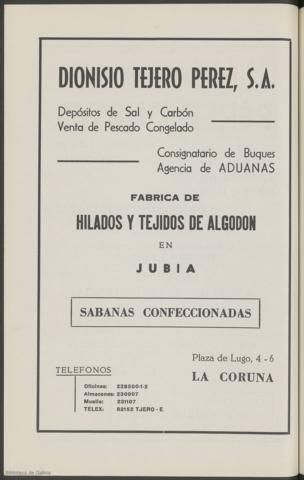 DIONISIO TEJERO PEREZ, S.A.
Depósitos de Sal y Carbón
Venta de Pescado Congelado
Consignatario de Buques
Agencia de ADUANAS
FABRICA DE
HILADOS Y TEJIDOS DE ALGODON
EN
JUBIA
SABANAS CONFECCIONADAS
Plaza de Lugo, 4 - 6
LA CORUNA
TELEFONOS
Oficinas: 228500-1-2
Almacenes: 230907
Muelle: 221107
TELEX: 82153 TJERO - E
Biblioteca de Galicia